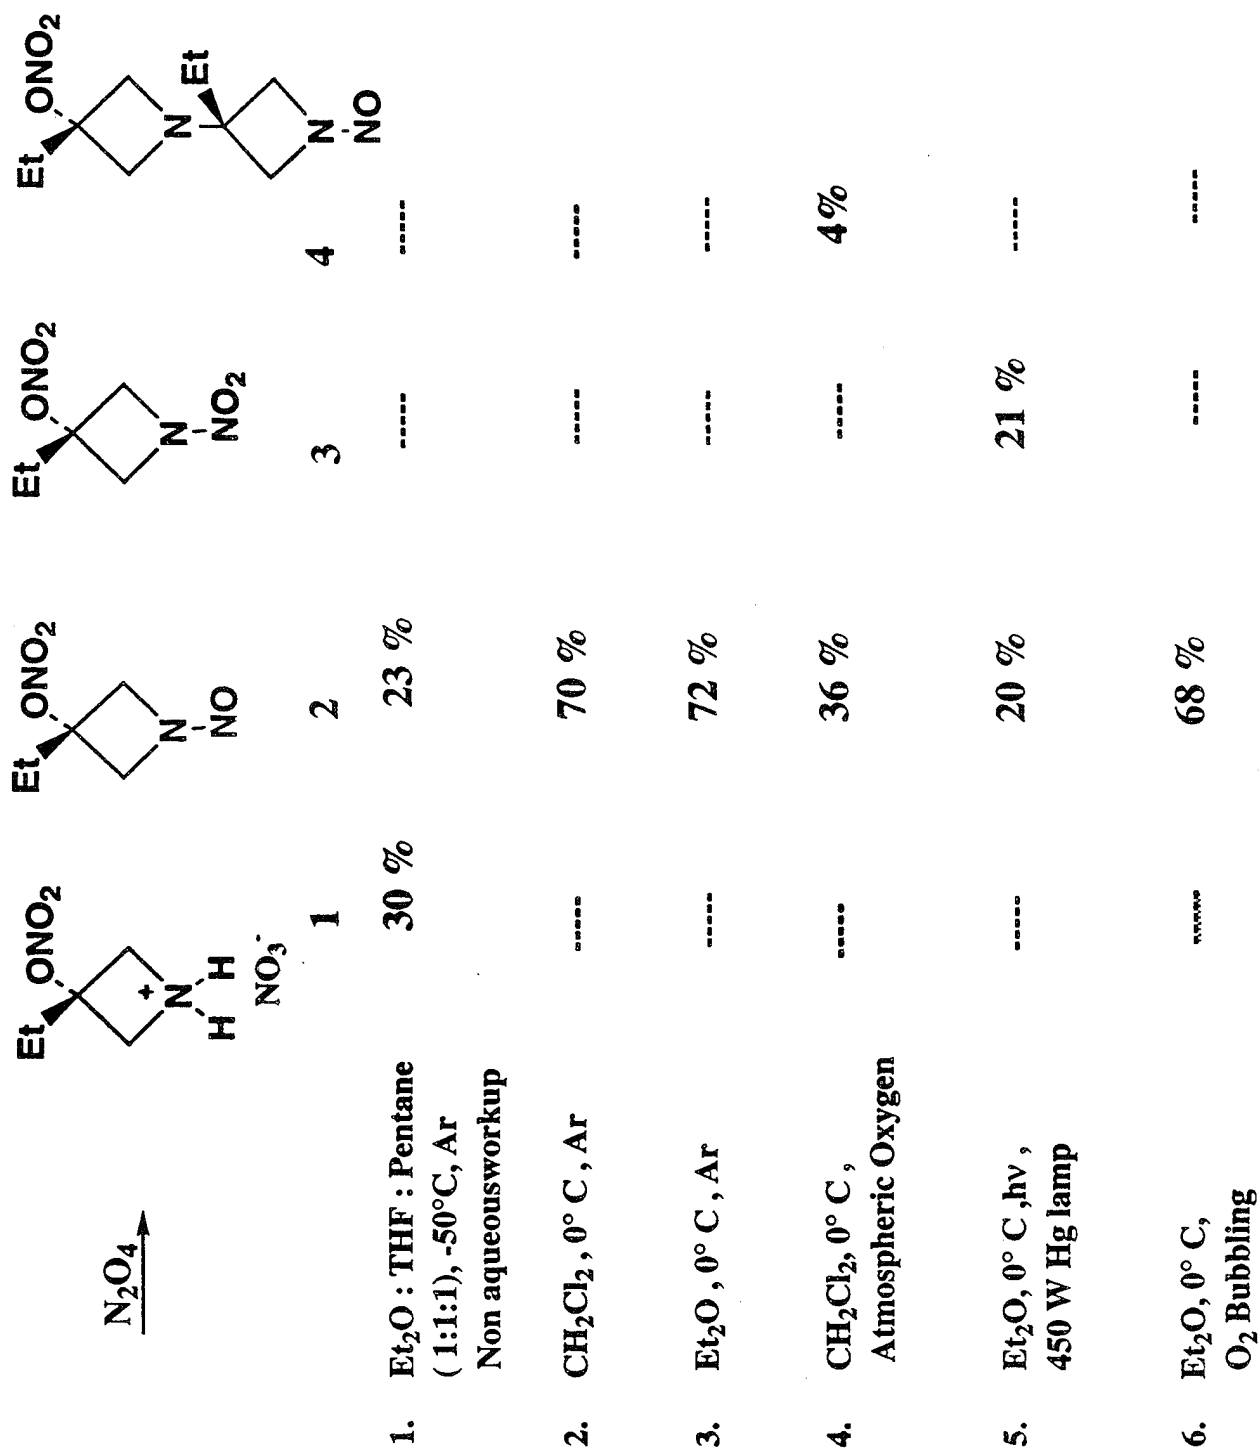 N2O4
Et ONO2
+
N
H H
NO3-
1
Et ONO2
N
NO
2
Et ONO2
N
NO2
3
Et ONO2
N
Et
N
NO
4
1. Et2O : THF : Pentane 30 % 23 % ----- -----
( 1:1:1), -50°C, Ar
Non aqueousworkup
2. CH2Cl2 , 0° C , Ar ----- 70 % ----- -----
3. Et2O , 0° C , Ar ----- 72 % ----- -----
4. CH2Cl2, 0° C , ----- 36 % ----- 4%
Atmospheric Oxygen
5. Et2O, 0° C ,hν , ----- 20 % 21 % -----
450 W Hg lamp
6. Et2O, 0° C, ----- 68 % ----- -----
O2 Bubbling